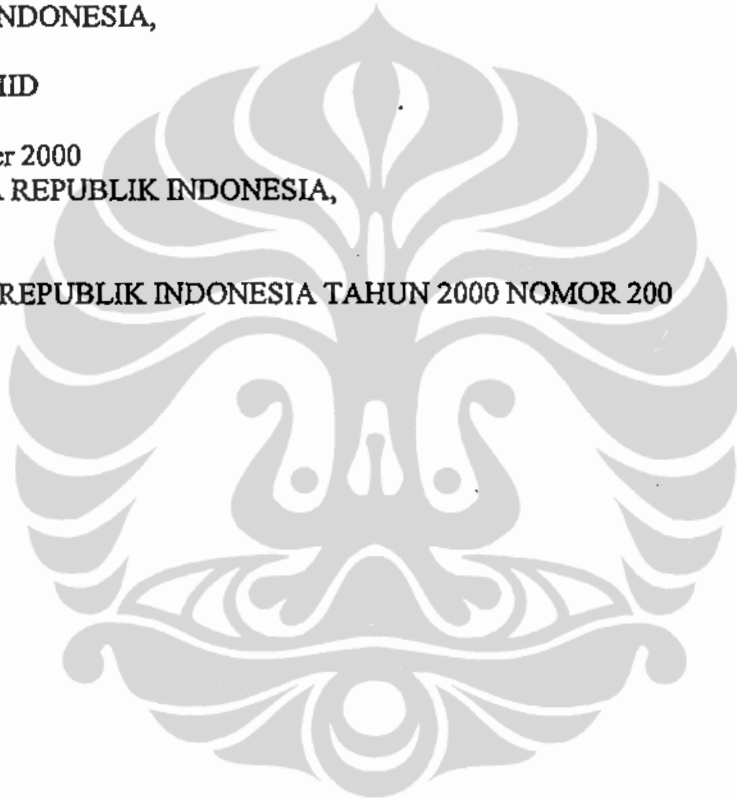 NDONESIA,
HID
er 2000
A REPUBLIK INDONESIA,
REPUBLIK INDONESIA TAHUN 2000 NOMOR 200